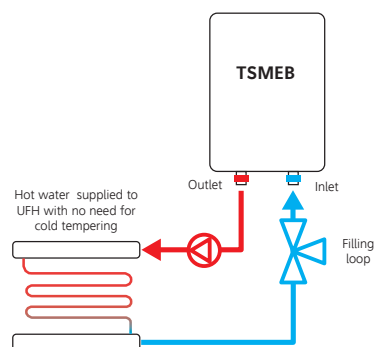 TSMEB
Outlet
Inlet
Hot water supplied to
UFH with no need for
cold tempering
Filling
loop